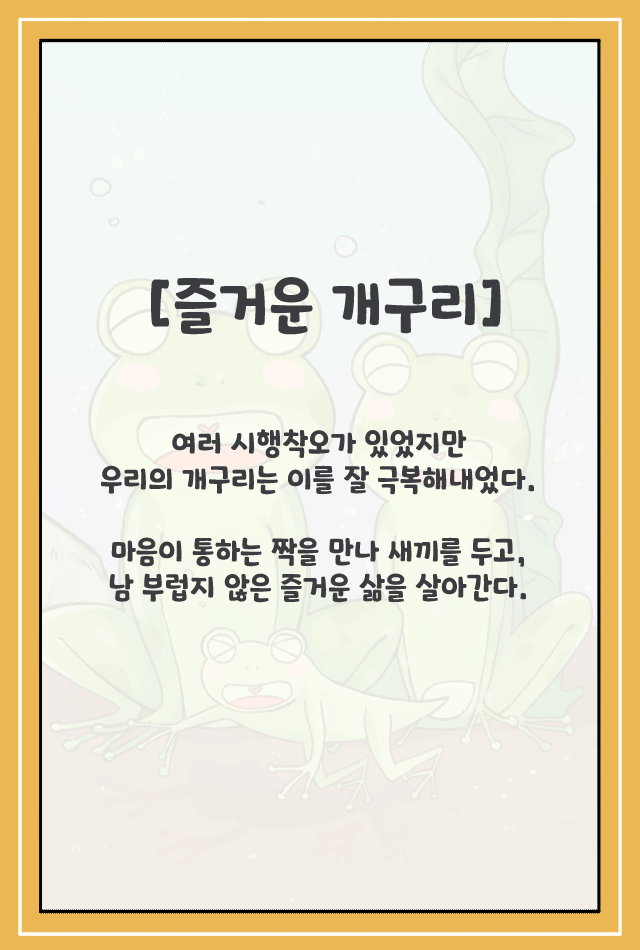 [즐거운 개구리]
여러 시행착오가 있었지만
우리의 개구리는 이를 잘 극복해내었다.
마음이 통하는 짝을 만나 새끼를 두고,
남 부럽지 않은 즐거운 삶을 살아간다.